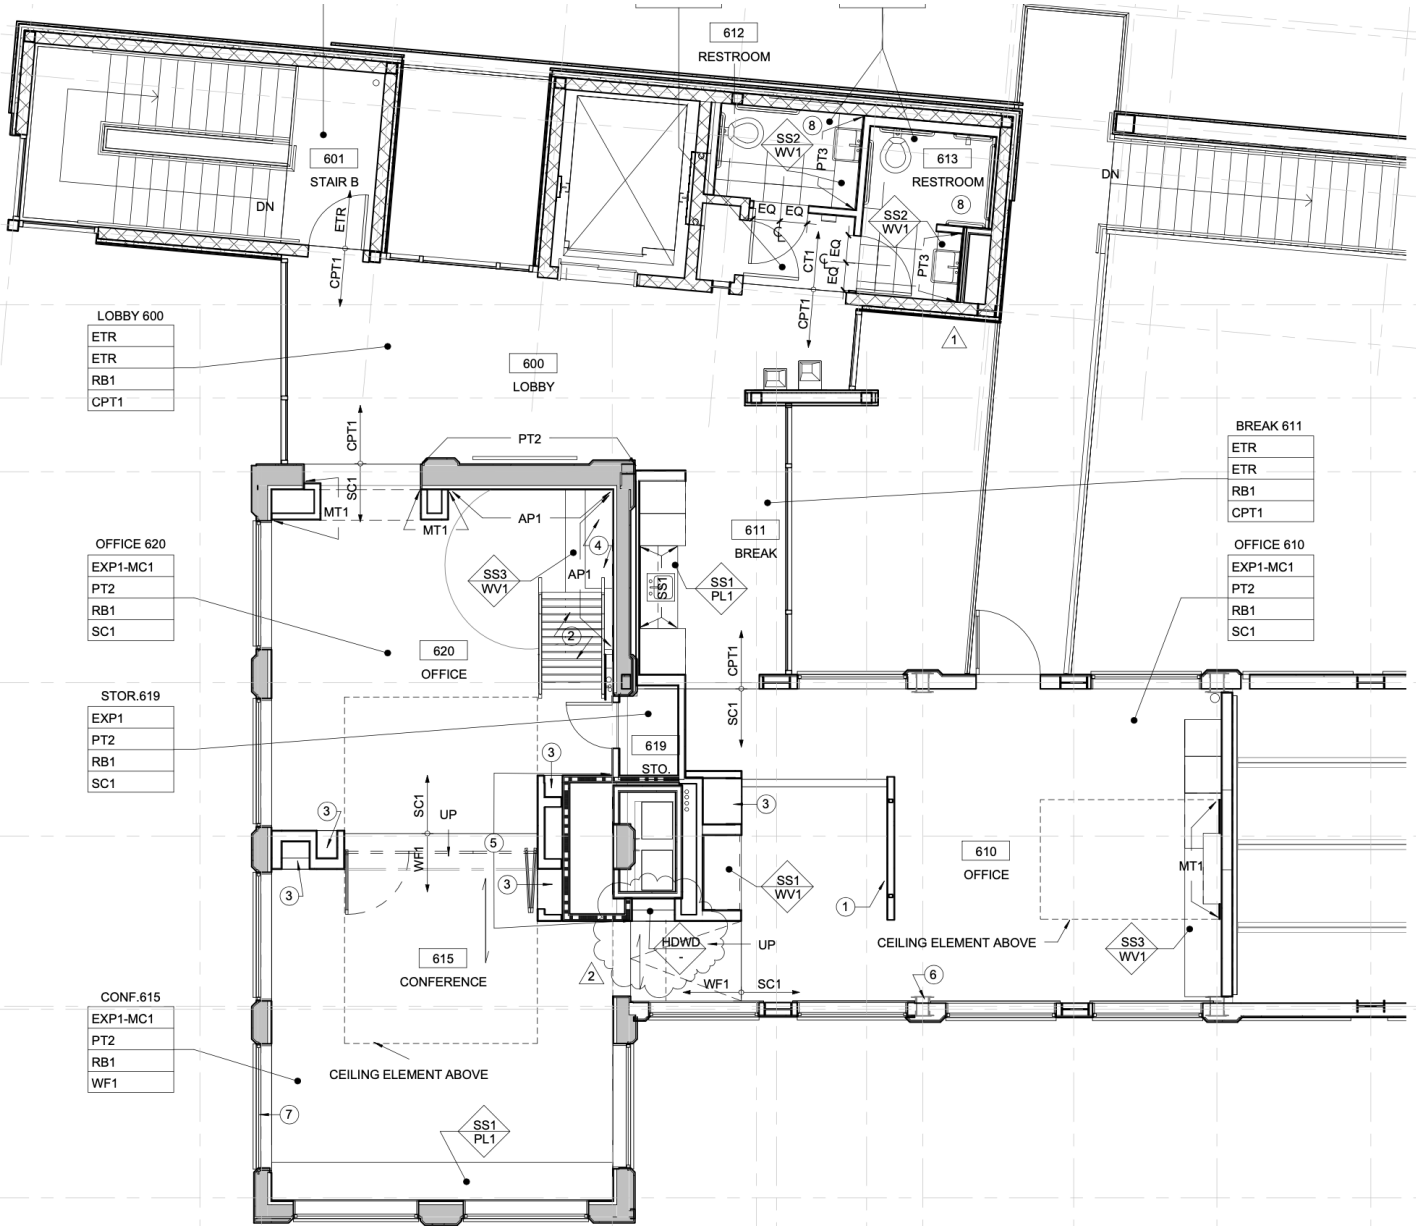 612
RESTROOM
8
SS2
WV1
PT3
613
RESTROOM
8
SS2
WV1
PT3
601
STAIR B
DN
DN
ETR
CPT1
EQ
EQ
EQ
EQ
CT1
CPT1
1
LOBBY 600
ETR
ETR
RB1
CPT1
600
LOBBY
BREAK 611
ETR
ETR
RB1
CPT1
CPT1
SC1
PT2
MT1
MT1
AP1
4
AP1
SS3
WV1
2
611
BREAK
SS1
SS1
PL1
OFFICE 620
EXP1-MC1
PT2
RB1
SC1
OFFICE 610
EXP1-MC1
PT2
RB1
SC1
620
OFFICE
CPT1
SC1
STOR.619
EXP1
PT2
RB1
SC1
619
STO.
3
3
SC1
UP
WF1
3
3
5
3
SS1
WV1
1
610
OFFICE
MT1
CEILING ELEMENT ABOVE
SS3
WV1
HDWD
-
UP
2
WF1
SC1
6
615
CONFERENCE
CONF.615
EXP1-MC1
PT2
RB1
WF1
CEILING ELEMENT ABOVE
7
SS1
PL1